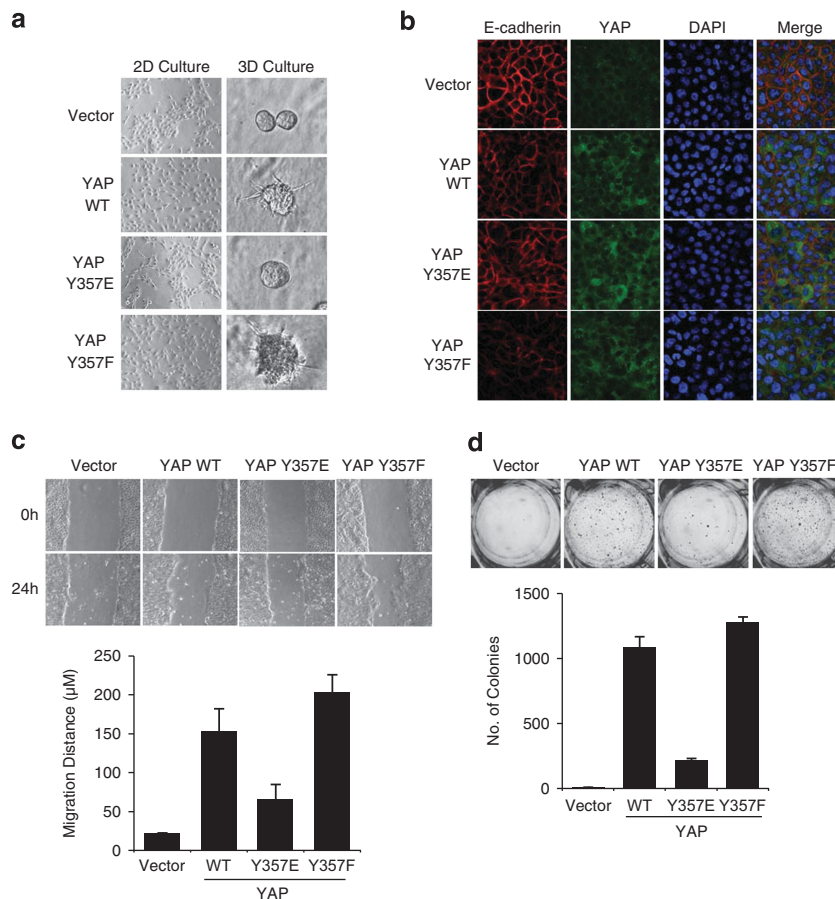 a
2D Culture 3D Culture
Vector
YAP
WT
YAP
Y357E
YAP
Y357F
b
E-cadherin YAP DAPI Merge
Vector
YAP
WT
YAP
Y357E
YAP
Y357F
c
Vector YAP WT YAP Y357E YAP Y357F
0h
24h
Migration Distance (µM)
250
200
150
100
50
0
Vector WT Y357E Y357F
YAP
d
Vector YAP WT YAP Y357E YAP Y357F
No. of Colonies
1500
1000
500
0
Vector WT Y357E Y357F
YAP